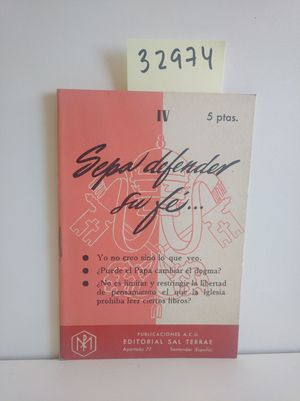 32974
IV
5 ptas.
Sepa defender
su fé...
● Yo no creo sino lo que veo.
● ¿Puede el Papa cambiar el dogma?
● ¿No es limitar y restringir la libertad
de pensamiento el que la Iglesia
prohiba leer ciertos libros?
PUBLICACIONES A.C.U.
EDITORIAL SAL TERRAE
Apartado 77 Santander (España)